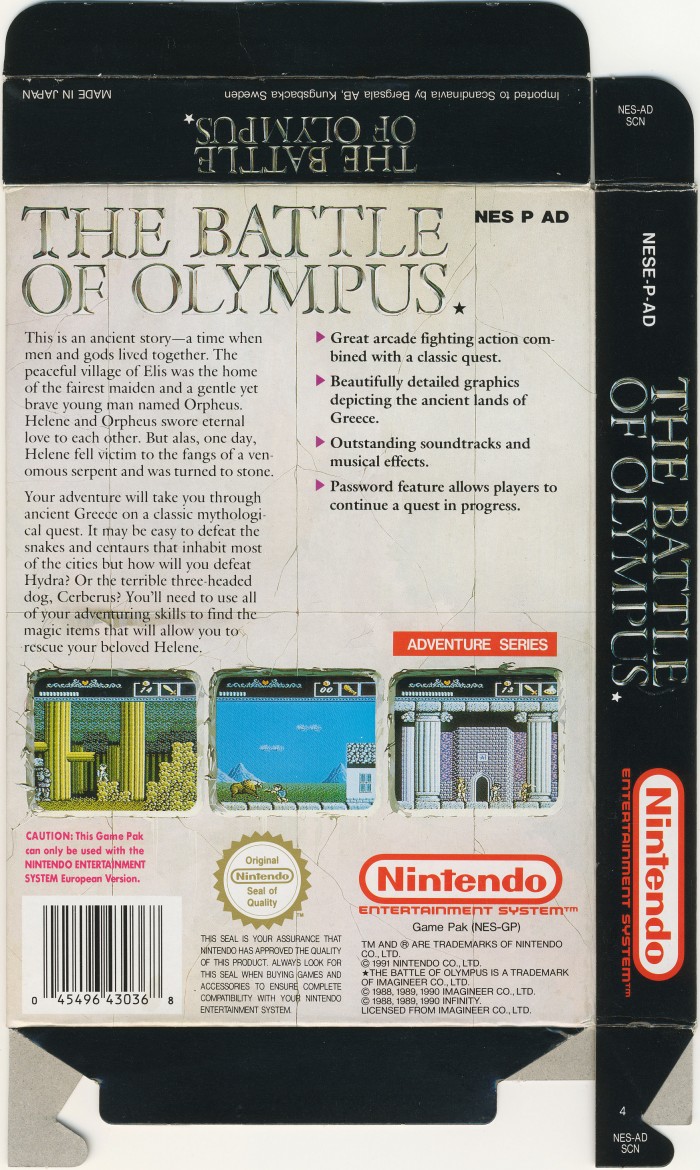 MADE IN JAPAN
Imported to Scandinavia by Bergsala AB, Kungsbacka Sweden
THE BATTLE
OF OLYMPUS.★
NES-AD
SCN
THE BATTLE
OF OLYMPUS.★
NES P AD
This is an ancient story—a time when
men and gods lived together. The
peaceful village of Elis was the home
of the fairest maiden and a gentle yet
brave young man named Orpheus.
Helene and Orpheus swore eternal
love to each other. But alas, one day,
Helene fell victim to the fangs of a ven-
omous serpent and was turned to stone.
Your adventure will take you through
ancient Greece on a classic mythologi-
cal quest. It may be easy to defeat the
snakes and centaurs that inhabit most
of the cities but how will you defeat
Hydra? Or the terrible three-headed
dog, Cerberus? You'll need to use all
of your adventuring skills to find the
magic items that will allow you to
rescue your beloved Helene.
Great arcade fighting action com-
bined with a classic quest.
Beautifully detailed graphics
depicting the ancient lands of
Greece.
Outstanding soundtracks and
musical effects.
Password feature allows players to
continue a quest in progress.
ADVENTURE SERIES
14
00
13
CAUTION: This Game Pak
can only be used with the
NINTENDO ENTERTAINMENT
SYSTEM European Version.
0 45496 43036 8
Original
Nintendo
Seal of
Quality
TM
THIS SEAL IS YOUR ASSURANCE THAT
NINTENDO HAS APPROVED THE QUALITY
OF THIS PRODUCT. ALWAYS LOOK FOR
THIS SEAL WHEN BUYING GAMES AND
ACCESSORIES TO ENSURE COMPLETE
COMPATIBILITY WITH YOUR NINTENDO
ENTERTAINMENT SYSTEM.
Nintendo
ENTERTAINMENT SYSTEM™
Game Pak (NES-GP)
TM AND ® ARE TRADEMARKS OF NINTENDO
CO., LTD.
© 1991 NINTENDO CO., LTD.
★THE BATTLE OF OLYMPUS IS A TRADEMARK
OF IMAGINEER CO., LTD.
© 1988, 1989, 1990 IMAGINEER CO., LTD.
© 1988, 1989, 1990 INFINITY.
LICENSED FROM IMAGINEER CO., LTD.
NESE-P-AD
THE BATTLE
OF OLYMPUS.★
Nintendo
ENTERTAINMENT SYSTEM™
4
NES-AD
SCN